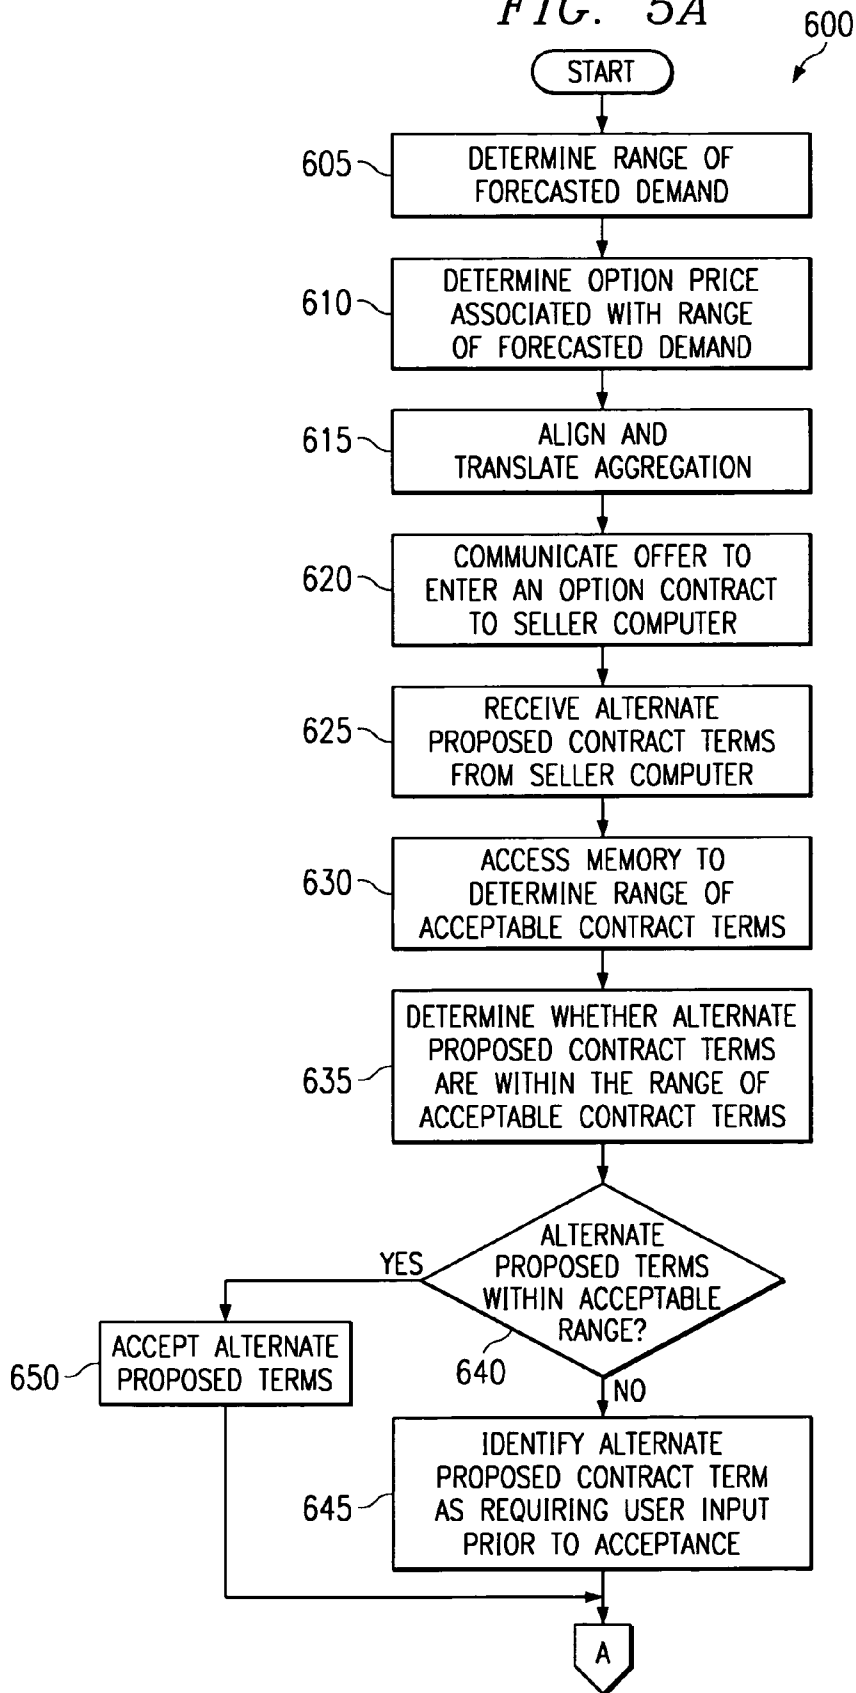 FIG. 5A
600
START
605
DETERMINE RANGE OF
FORECASTED DEMAND
610
DETERMINE OPTION PRICE
ASSOCIATED WITH RANGE
OF FORECASTED DEMAND
615
ALIGN AND
TRANSLATE AGGREGATION
620
COMMUNICATE OFFER TO
ENTER AN OPTION CONTRACT
TO SELLER COMPUTER
625
RECEIVE ALTERNATE
PROPOSED CONTRACT TERMS
FROM SELLER COMPUTER
630
ACCESS MEMORY TO
DETERMINE RANGE OF
ACCEPTABLE CONTRACT TERMS
635
DETERMINE WHETHER ALTERNATE
PROPOSED CONTRACT TERMS
ARE WITHIN THE RANGE OF
ACCEPTABLE CONTRACT TERMS
ALTERNATE
PROPOSED TERMS
WITHIN ACCEPTABLE
RANGE?
640
YES
650
ACCEPT ALTERNATE
PROPOSED TERMS
NO
645
IDENTIFY ALTERNATE
PROPOSED CONTRACT TERM
AS REQUIRING USER INPUT
PRIOR TO ACCEPTANCE
A